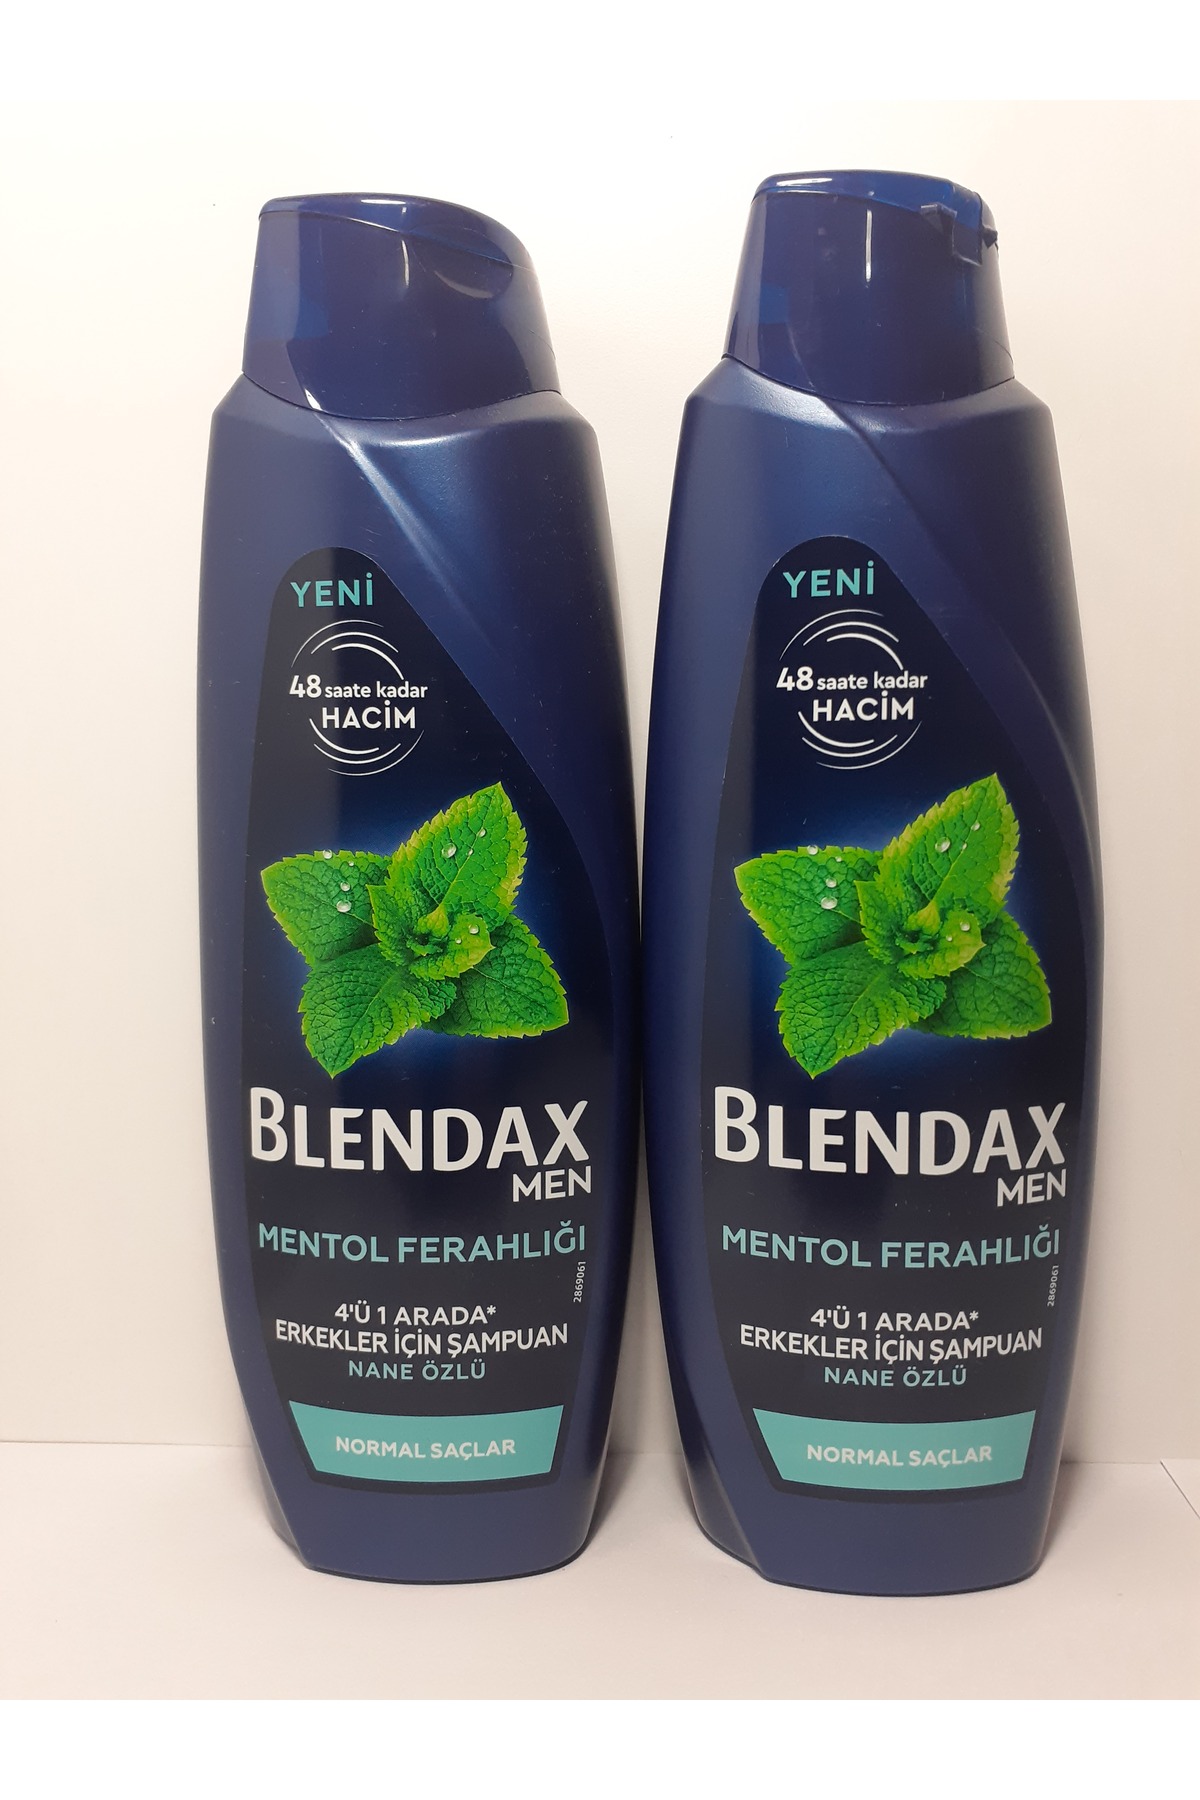 YENİ
48 saate kadar
HACİM
BLENDAX
MEN
MENTOL FERAHLIĞI
2869061
4'Ü 1 ARADA*
ERKEKLER İÇİN ŞAMPUAN
NANE ÖZLÜ
NORMAL SAÇLAR
YENİ
48 saate kadar
HACİM
BLENDAX
MEN
MENTOL FERAHLIĞI
2869061
4'Ü 1 ARADA*
ERKEKLER İÇİN ŞAMPUAN
NANE ÖZLÜ
NORMAL SAÇLAR